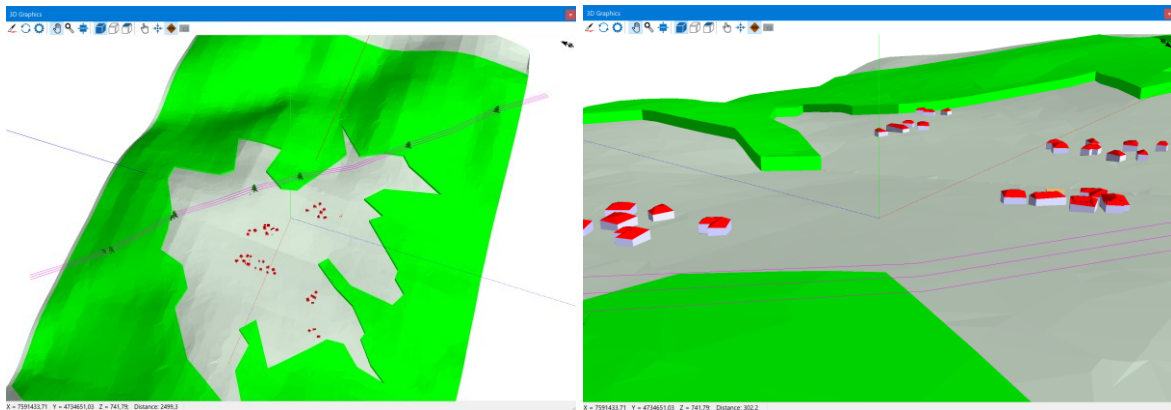 3D Graphics
X = 7591433,71  Y = 4734651,03  Z = 741,79;  Distance: 2499,3
3D Graphics
X = 7591433,71  Y = 4734651,03  Z = 741,79;  Distance: 302,2